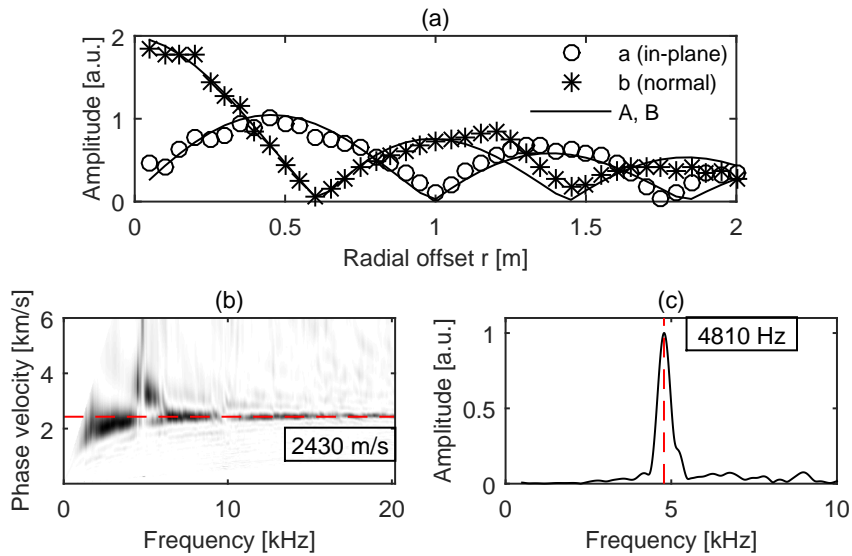 (a)
Amplitude [a.u.]
2
1
0
a (in-plane)
b (normal)
A, B
0 0.5 1 1.5 2
Radial offset r [m]
(b)
Phase velocity [km/s]
6
4
2
2430 m/s
0 10 20
Frequency [kHz]
(c)
Amplitude [a.u.]
1
0.5
0
4810 Hz
0 5 10
Frequency [kHz]